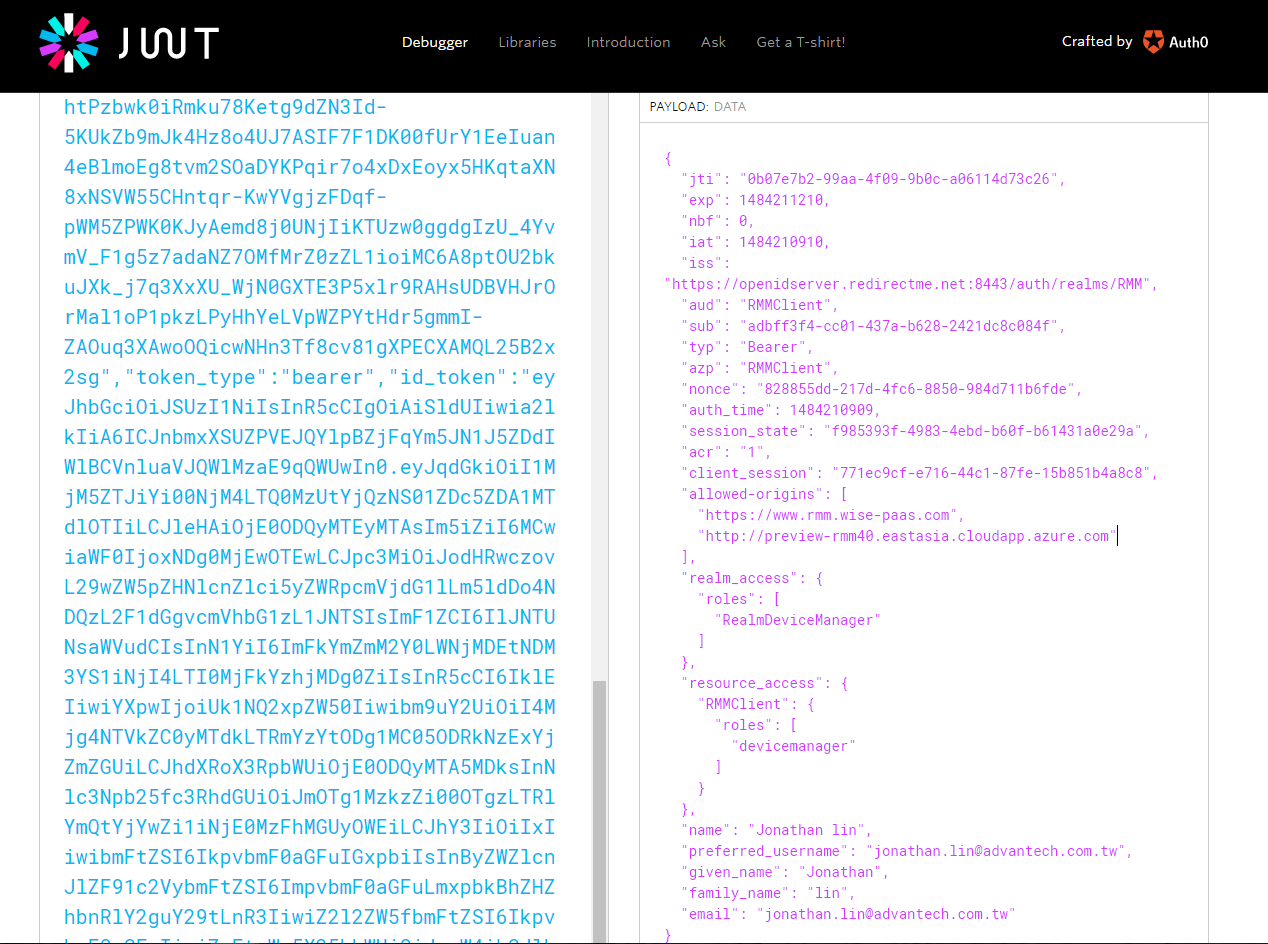 JWT
Debugger
Libraries
Introduction
Ask
Get a T-shirt!
Crafted by
Auth0
htPzbwk0iRmku78Ketg9dZN3Id-
5KUkZb9mJk4Hz8o4UJ7ASIF7F1DK00fUrY1EeIuan
4eBlmoEg8tvm2SOaDYKPqir7o4xDxEoyx5HKqtaXN
8xNSVW55CHntqr-KwYVgjzFDqf-
pWM5ZPWK0KJyAemd8j0UNjIiKTUzw0ggdgIzU_4Yv
mV_F1g5z7adaNZ7OMfMrZ0zZL1ioiMC6A8ptOU2bk
uJXk_j7q3XxXU_WjN0GXTE3P5xlr9RAHsUDBVHJrO
rMal1oP1pkzLPyHhYeLVpWZPYtHdr5gmmI-
ZAOuq3XAwoOQicwNHn3Tf8cv81gXPECXAMQL25B2x
2sg","token_type":"bearer","id_token":"ey
JhbGciOiJSUzI1NiIsInR5cCIgOiAiSldUIiwia2l
kIiA6ICJnbmxXSUZPVEJQYlpBZjFqYm5JN1J5ZDdI
WlBCVnluaVJQWlMzaE9qQWUwIn0.eyJqdGkiOiI1M
jM5ZTJiYi00NjM4LTQ0MzUtYjQzNS01ZDc5ZDA1MT
dlOTIiLCJleHAiOjE0ODQyMTEyMTAsIm5iZiI6MCw
iaWF0IjoxNDg0MjEwOTEwLCJpc3MiOiJodHRwczov
L29wZW5pZHNlcnZlci5yZWRpcmVjdG1lLm5ldDo4N
DQzL2F1dGgvcmVhbG1zL1JNTSIsImF1ZCI6IlJNTU
NsaWVudCIsInN1YiI6ImFkYmZmM2Y0LWNjMDEtNDM
3YS1iNjI4LTI0MjFkYzhjMDg0ZiIsInR5cCI6IklE
IiwiYXpwIjoiUk1NQ2xpZW50Iiwibm9uY2UiOiI4M
jg4NTVkZC0yMTdkLTRmYzYtODg1MC05ODRkNzExYj
ZmZGUiLCJhdXRoX3RpbWUiOjE0ODQyMTA5MDksInN
lc3Npb25fc3RhdGUiOiJmOTg1MzkzZi00OTgzLTRl
YmQtYjYwZi1iNjE0MzFhMGUyOWEiLCJhY3IiOiIxI
iwibmFtZSI6IkpvbmF0aGFuIGxpbiIsInByZWZlcn
JlZF91c2VybmFtZSI6ImpvbmF0aGFuLmxpbkBhZHZ
hbnRlY2guY29tLnR3IiwiZ2l2ZW5fbmFtZSI6Ikpv
PAYLOAD: DATA
{
"jti": "0b07e7b2-99aa-4f09-9b0c-a06114d73c26",
"exp": 1484211210,
"nbf": 0,
"iat": 1484210910,
"iss":
"https://openidserver.redirectme.net:8443/auth/realms/RMM",
"aud": "RMMClient",
"sub": "adbff3f4-cc01-437a-b628-2421dc8c084f",
"typ": "Bearer",
"azp": "RMMClient",
"nonce": "828855dd-217d-4fc6-8850-984d711b6fde",
"auth_time": 1484210909,
"session_state": "f985393f-4983-4ebd-b60f-b61431a0e29a",
"acr": "1",
"client_session": "771ec9cf-e716-44c1-87fe-15b851b4a8c8",
"allowed-origins": [
"https://www.rmm.wise-paas.com",
"http://preview-rmm40.eastasia.cloudapp.azure.com"
],
"realm_access": {
"roles": [
"RealmDeviceManager"
]
},
"resource_access": {
"RMMClient": {
"roles": [
"devicemanager"
]
}
},
"name": "Jonathan lin",
"preferred_username": "jonathan.lin@advantech.com.tw",
"given_name": "Jonathan",
"family_name": "lin",
"email": "jonathan.lin@advantech.com.tw"
}